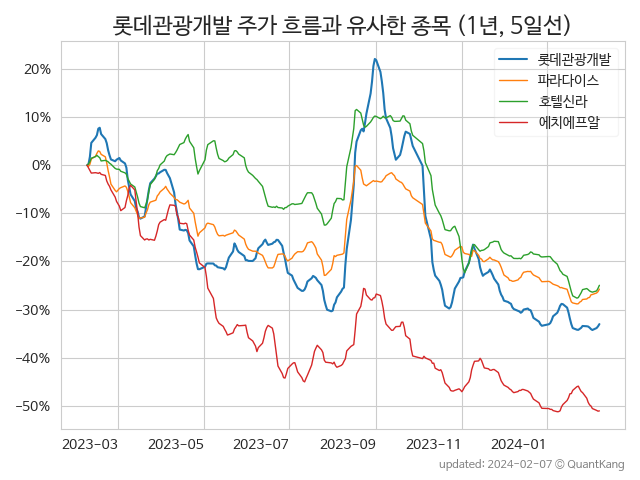 롯데관광개발 주가 흐름과 유사한 종목 (1년, 5일선)
롯데관광개발
파라다이스
호텔신라
에치에프알
20%
10%
0%
−10%
−20%
−30%
−40%
−50%
2023-03 2023-05 2023-07 2023-09 2023-11 2024-01
updated: 2024-02-07 © QuantKang